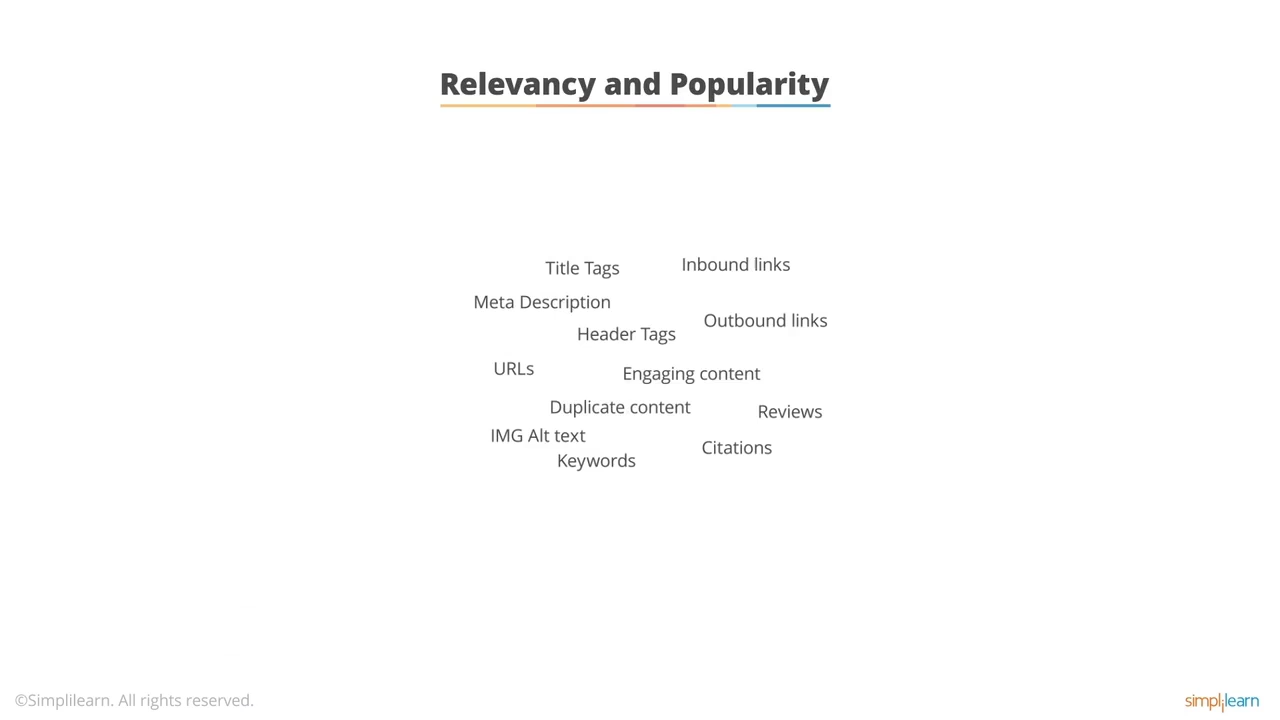 Relevancy and Popularity
Title Tags
Inbound links
Meta Description
Outbound links
Header Tags
URLs
Engaging content
Duplicate content
Reviews
IMG Alt text
Citations
Keywords
©Simplilearn. All rights reserved.
simplilearn